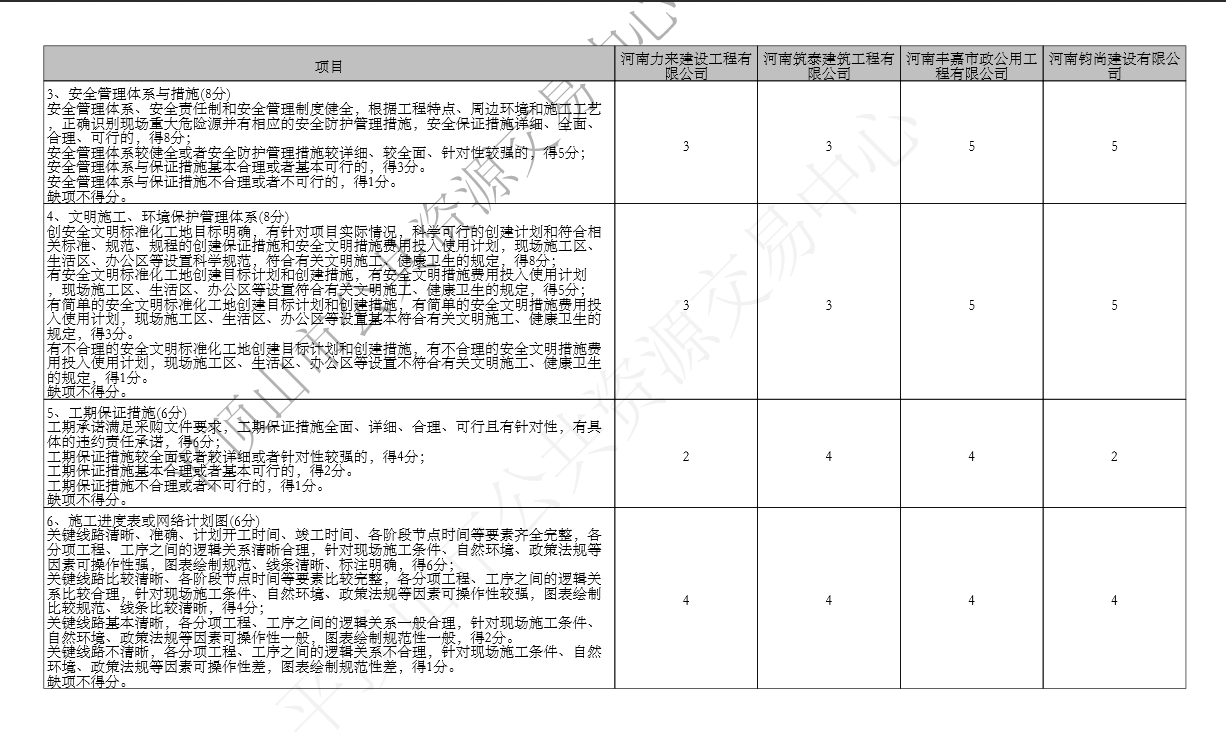 项目
河南力来建设工程有
限公司
河南筑泰建筑工程有
限公司
河南丰嘉市政公用工
程有限公司
河南钧尚建设有限公
司
3、安全管理体系与措施(8分)
安全管理体系、安全责任制和安全管理制度健全，根据工程特点、周边环境和施工工艺
，正确识别现场重大危险源并有相应的安全防护管理措施，安全保证措施详细、全面、
合理、可行的，得8分；
安全管理体系较健全或者安全防护管理措施较详细、较全面、针对性较强的，得5分；
安全管理体系与保证措施基本合理或者基本可行的，得3分。
安全管理体系与保证措施不合理或者不可行的，得1分。
缺项不得分。
3
3
5
5
4、文明施工、环境保护管理体系(8分)
创安全文明标准化工地目标明确，有针对项目实际情况，科学可行的创建计划和符合相
关标准、规范、规程的创建保证措施和安全文明措施费用投入使用计划，现场施工区、
生活区、办公区等设置科学规范，符合有关文明施工、健康卫生的规定，得8分；
有安全文明标准化工地创建目标计划和创建措施，有安全文明措施费用投入使用计划
，现场施工区、生活区、办公区等设置符合有关文明施工、健康卫生的规定，得5分；
有简单的安全文明标准化工地创建目标计划和创建措施，有简单的安全文明措施费用投
入使用计划，现场施工区、生活区、办公区等设置基本符合有关文明施工、健康卫生的
规定，得3分。
有不合理的安全文明标准化工地创建目标计划和创建措施，有不合理的安全文明措施费
用投入使用计划，现场施工区、生活区、办公区等设置不符合有关文明施工、健康卫生
的规定，得1分。
缺项不得分。
3
3
5
5
5、工期保证措施(6分)
工期承诺满足采购文件要求，工期保证措施全面、详细、合理、可行且有针对性，有具
体的违约责任承诺，得6分；
工期保证措施较全面或者较详细或者针对性较强的，得4分；
工期保证措施基本合理或者基本可行的，得2分。
工期保证措施不合理或者不可行的，得1分。
缺项不得分。
2
4
4
2
6、施工进度表或网络计划图(6分)
关键线路清晰、准确、计划开工时间、竣工时间、各阶段节点时间等要素齐全完整，各
分项工程、工序之间的逻辑关系清晰合理，针对现场施工条件、自然环境、政策法规等
因素可操作性强，图表绘制规范、线条清晰、标注明确，得6分；
关键线路比较清晰、各阶段节点时间等要素比较完整，各分项工程、工序之间的逻辑关
系比较合理，针对现场施工条件、自然环境、政策法规等因素可操作性较强，图表绘制
比较规范、线条比较清晰，得4分；
关键线路基本清晰，各分项工程、工序之间的逻辑关系一般合理，针对现场施工条件、
自然环境、政策法规等因素可操作性一般，图表绘制规范性一般，得2分。
关键线路不清晰，各分项工程、工序之间的逻辑关系不合理，针对现场施工条件、自然
环境、政策法规等因素可操作性差，图表绘制规范性差，得1分。
缺项不得分。
4
4
4
4
平顶山市公共资源交易中心
顶山市公共资源交易中心